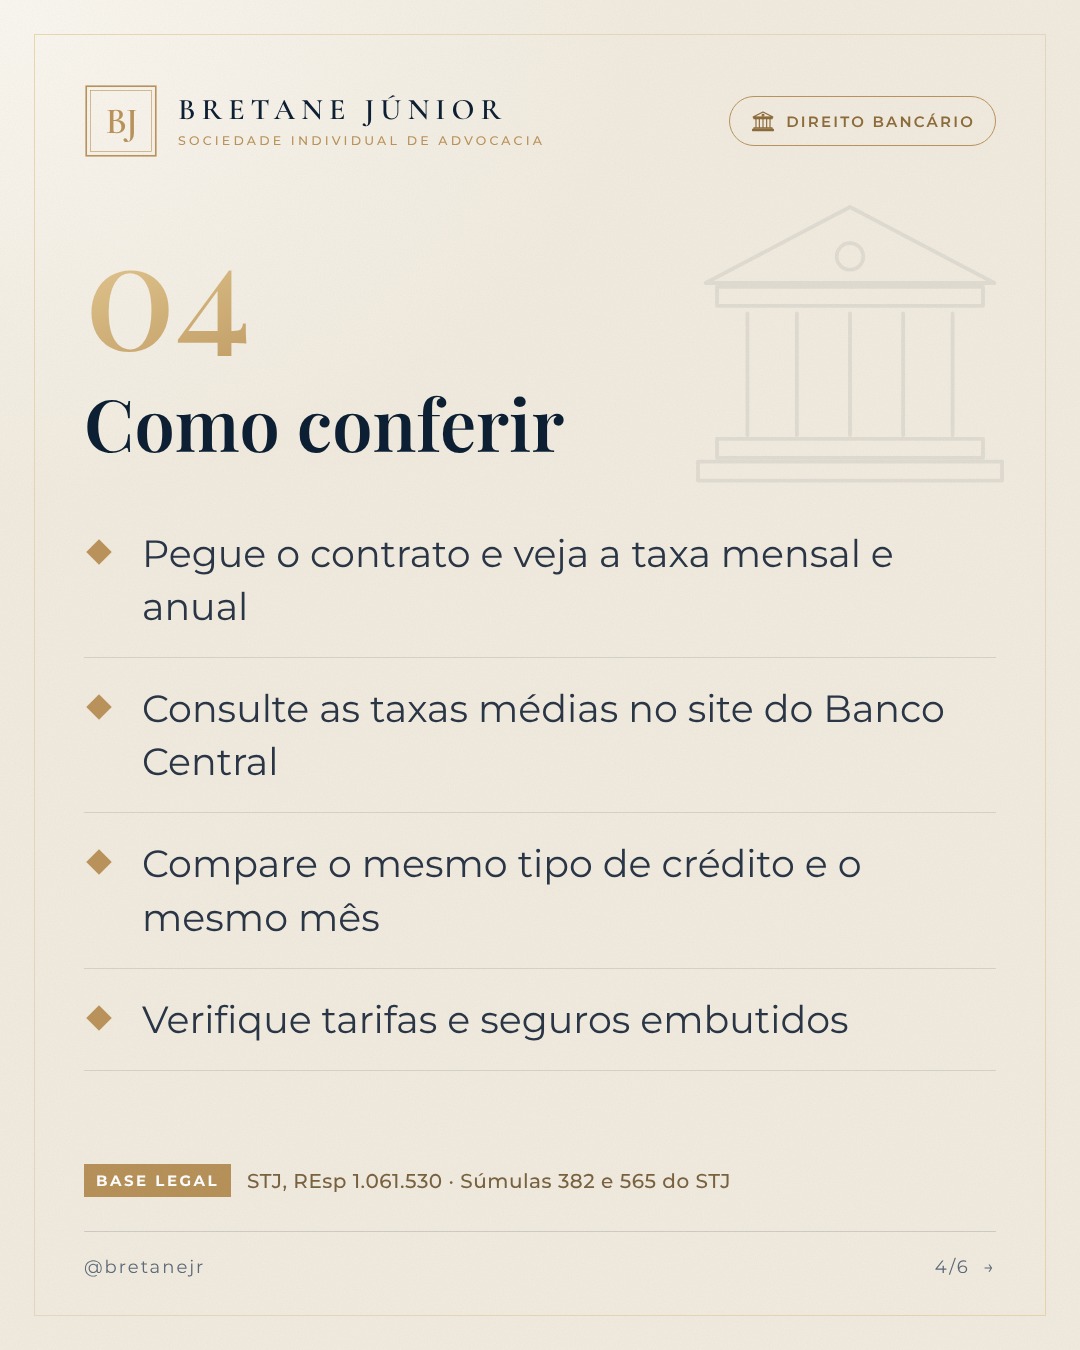 BJ
BRETANE JÚNIOR
SOCIEDADE INDIVIDUAL DE ADVOCACIA
DIREITO BANCÁRIO
04
Como conferir
Pegue o contrato e veja a taxa mensal e
anual
Consulte as taxas médias no site do Banco
Central
Compare o mesmo tipo de crédito e o
mesmo mês
Verifique tarifas e seguros embutidos
BASE LEGAL STJ, REsp 1.061.530 · Súmulas 382 e 565 do STJ
@bretanejr
4/6 →